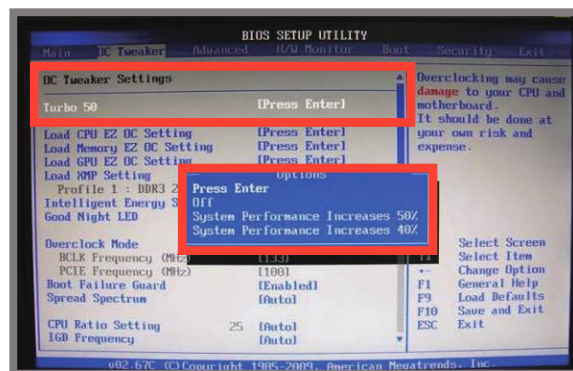 BIOS SETUP UTILITY
Main OC Tweaker Advanced H/W Monitor Boot Security Exit
OC Tweaker Settings
Turbo 50 [Press Enter]
Load CPU EZ OC Setting [Press Enter]
Load Memory EZ OC Setting [Press Enter]
Load GPU EZ OC Setting [Press Enter]
Load XMP Setting
Profile 1 : DDR3 2
Intelligent Energy S
Good Night LED
Options
Press Enter
Off
System Performance Increases 50%
System Performance Increases 40%
Overclock Mode
BCLK Frequency (MHz) [133]
PCIE Frequency (MHz) [100]
Boot Failure Guard [Enabled]
Spread Spectrum [Auto]
CPU Ratio Setting 25 [Auto]
IGD Frequency [Auto]
Overclocking may cause
damage to your CPU and
motherboard.
It should be done at
your own risk and
expense.
Select Screen
↑↓ Select Item
+- Change Option
F1 General Help
F9 Load Defaults
F10 Save and Exit
ESC Exit
v02.67C (C)Copyright 1985-2009, American Megatrends, Inc.